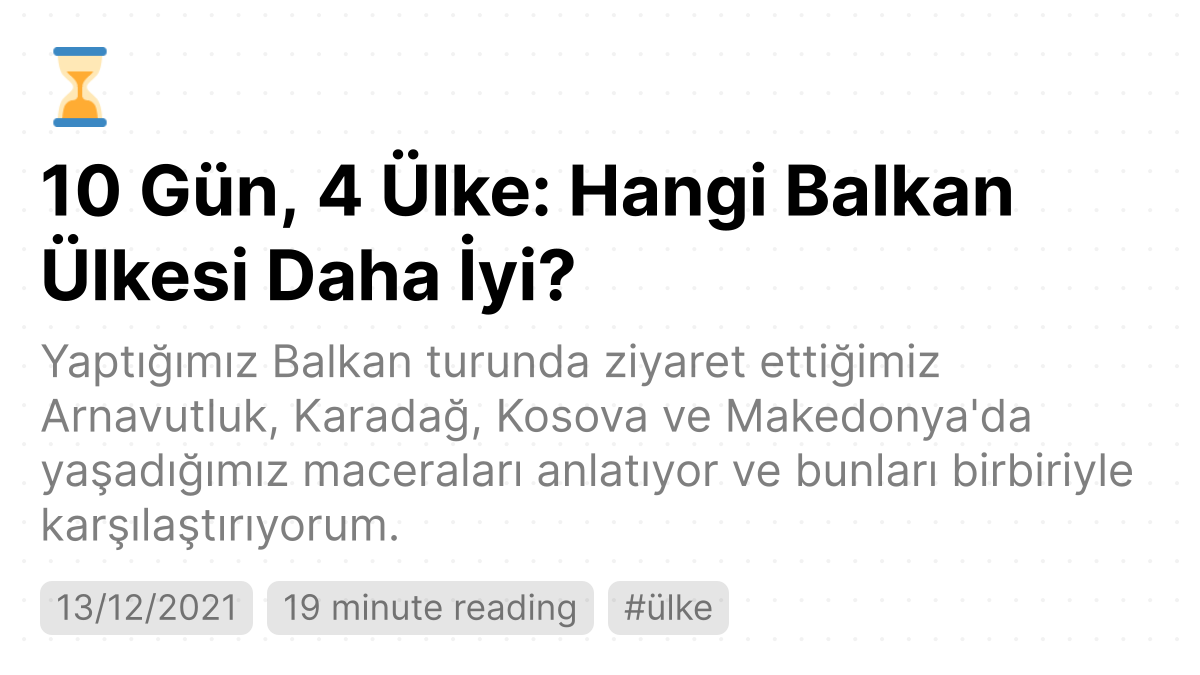 10 Gün, 4 Ülke: Hangi Balkan
Ülkesi Daha İyi?
Yaptığımız Balkan turunda ziyaret ettiğimiz
Arnavutluk, Karadağ, Kosova ve Makedonya'da
yaşadığımız maceraları anlatıyor ve bunları birbiriyle
karşılaştırıyorum.
13/12/2021 19 minute reading #ülke